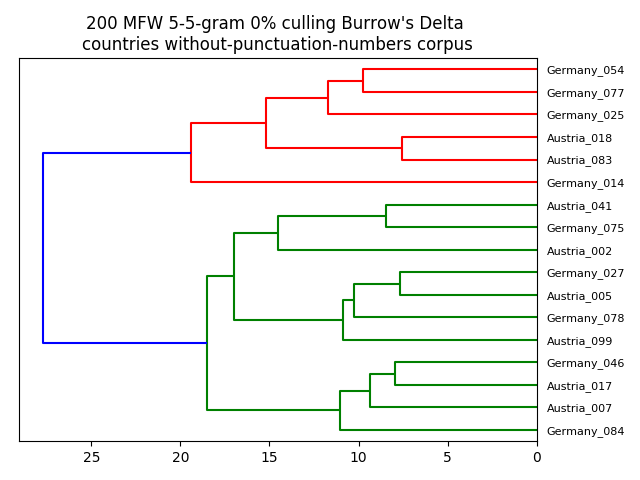 200 MFW 5-5-gram 0% culling Burrow's Delta
countries without-punctuation-numbers corpus
Germany_054
Germany_077
Germany_025
Austria_018
Austria_083
Germany_014
Austria_041
Germany_075
Austria_002
Germany_027
Austria_005
Germany_078
Austria_099
Germany_046
Austria_017
Austria_007
Germany_084
25 20 15 10 5 0